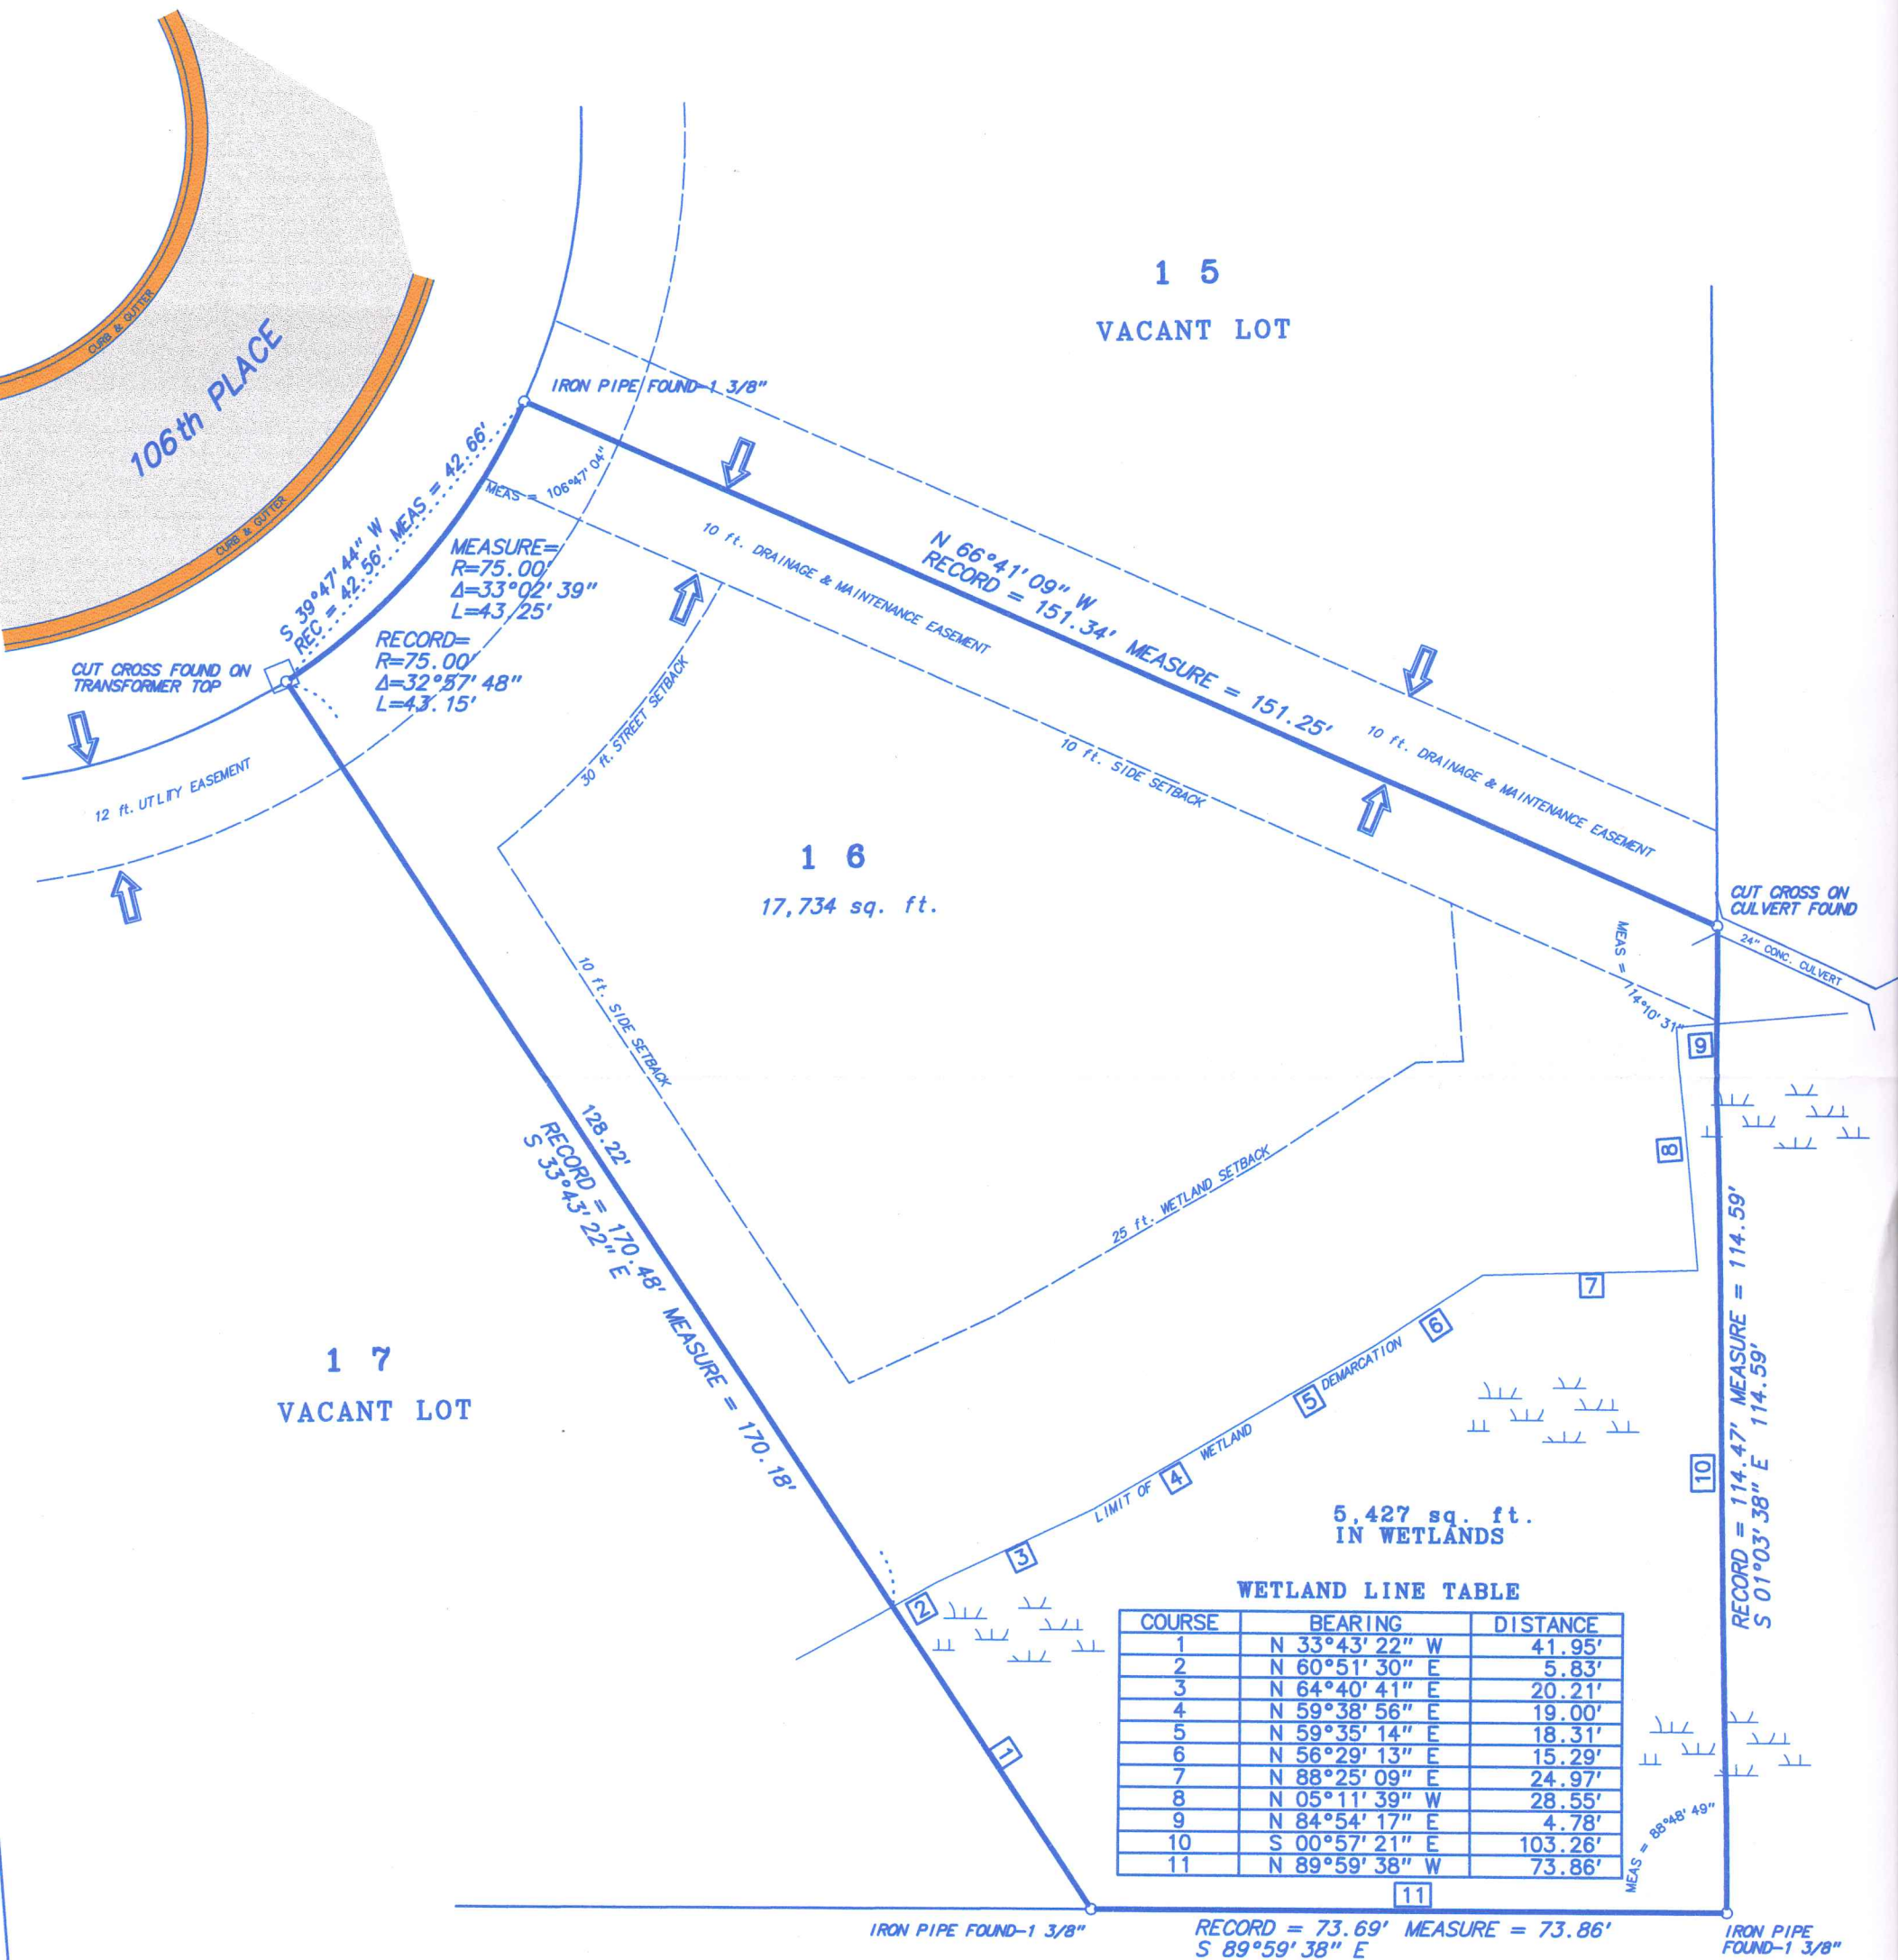 CURB & GUTTER
106th PLACE
CURB & GUTTER
1 5
VACANT LOT
IRON PIPE FOUND-1 3/8"
S 39°47'44" W
REC = 42.56' MEAS = 42.66'
MEAS = 106°47'04"
MEASURE=
R=75.00'
Δ=33°02'39"
L=43.25'
RECORD=
R=75.00'
Δ=32°57'48"
L=43.15'
CUT CROSS FOUND ON
TRANSFORMER TOP
12 ft. UTLITY EASEMENT
10 ft. DRAINAGE & MAINTENANCE EASEMENT
N 66°41'09" W
RECORD = 151.34' MEASURE = 151.25'
10 ft. DRAINAGE & MAINTENANCE EASEMENT
30 ft. STREET SETBACK
10 ft. SIDE SETBACK
1 6
17,734 sq. ft.
CUT CROSS ON
CULVERT FOUND
24" CONC. CULVERT
MEAS = 114°10'31"
9
10 ft. SIDE SETBACK
128.22'
RECORD = 170.48' MEASURE = 170.18'
S 33°43'22" E
25 ft. WETLAND SETBACK
8
7
6
5
4
3
2
1
LIMIT OF WETLAND DEMARCATION
1 7
VACANT LOT
10
RECORD = 114.47' MEASURE = 114.59'
S 01°03'38" E 114.59'
5,427 sq. ft.
IN WETLANDS
WETLAND LINE TABLE
COURSE BEARING DISTANCE
1 N 33°43'22" W 41.95'
2 N 60°51'30" E 5.83'
3 N 64°40'41" E 20.21'
4 N 59°38'56" E 19.00'
5 N 59°35'14" E 18.31'
6 N 56°29'13" E 15.29'
7 N 88°25'09" E 24.97'
8 N 05°11'39" W 28.55'
9 N 84°54'17" E 4.78'
10 S 00°57'21" E 103.26'
11 N 89°59'38" W 73.86'
MEAS = 88°48'49"
11
IRON PIPE FOUND-1 3/8"
RECORD = 73.69' MEASURE = 73.86'
S 89°59'38" E
IRON PIPE
FOUND-1 3/8"